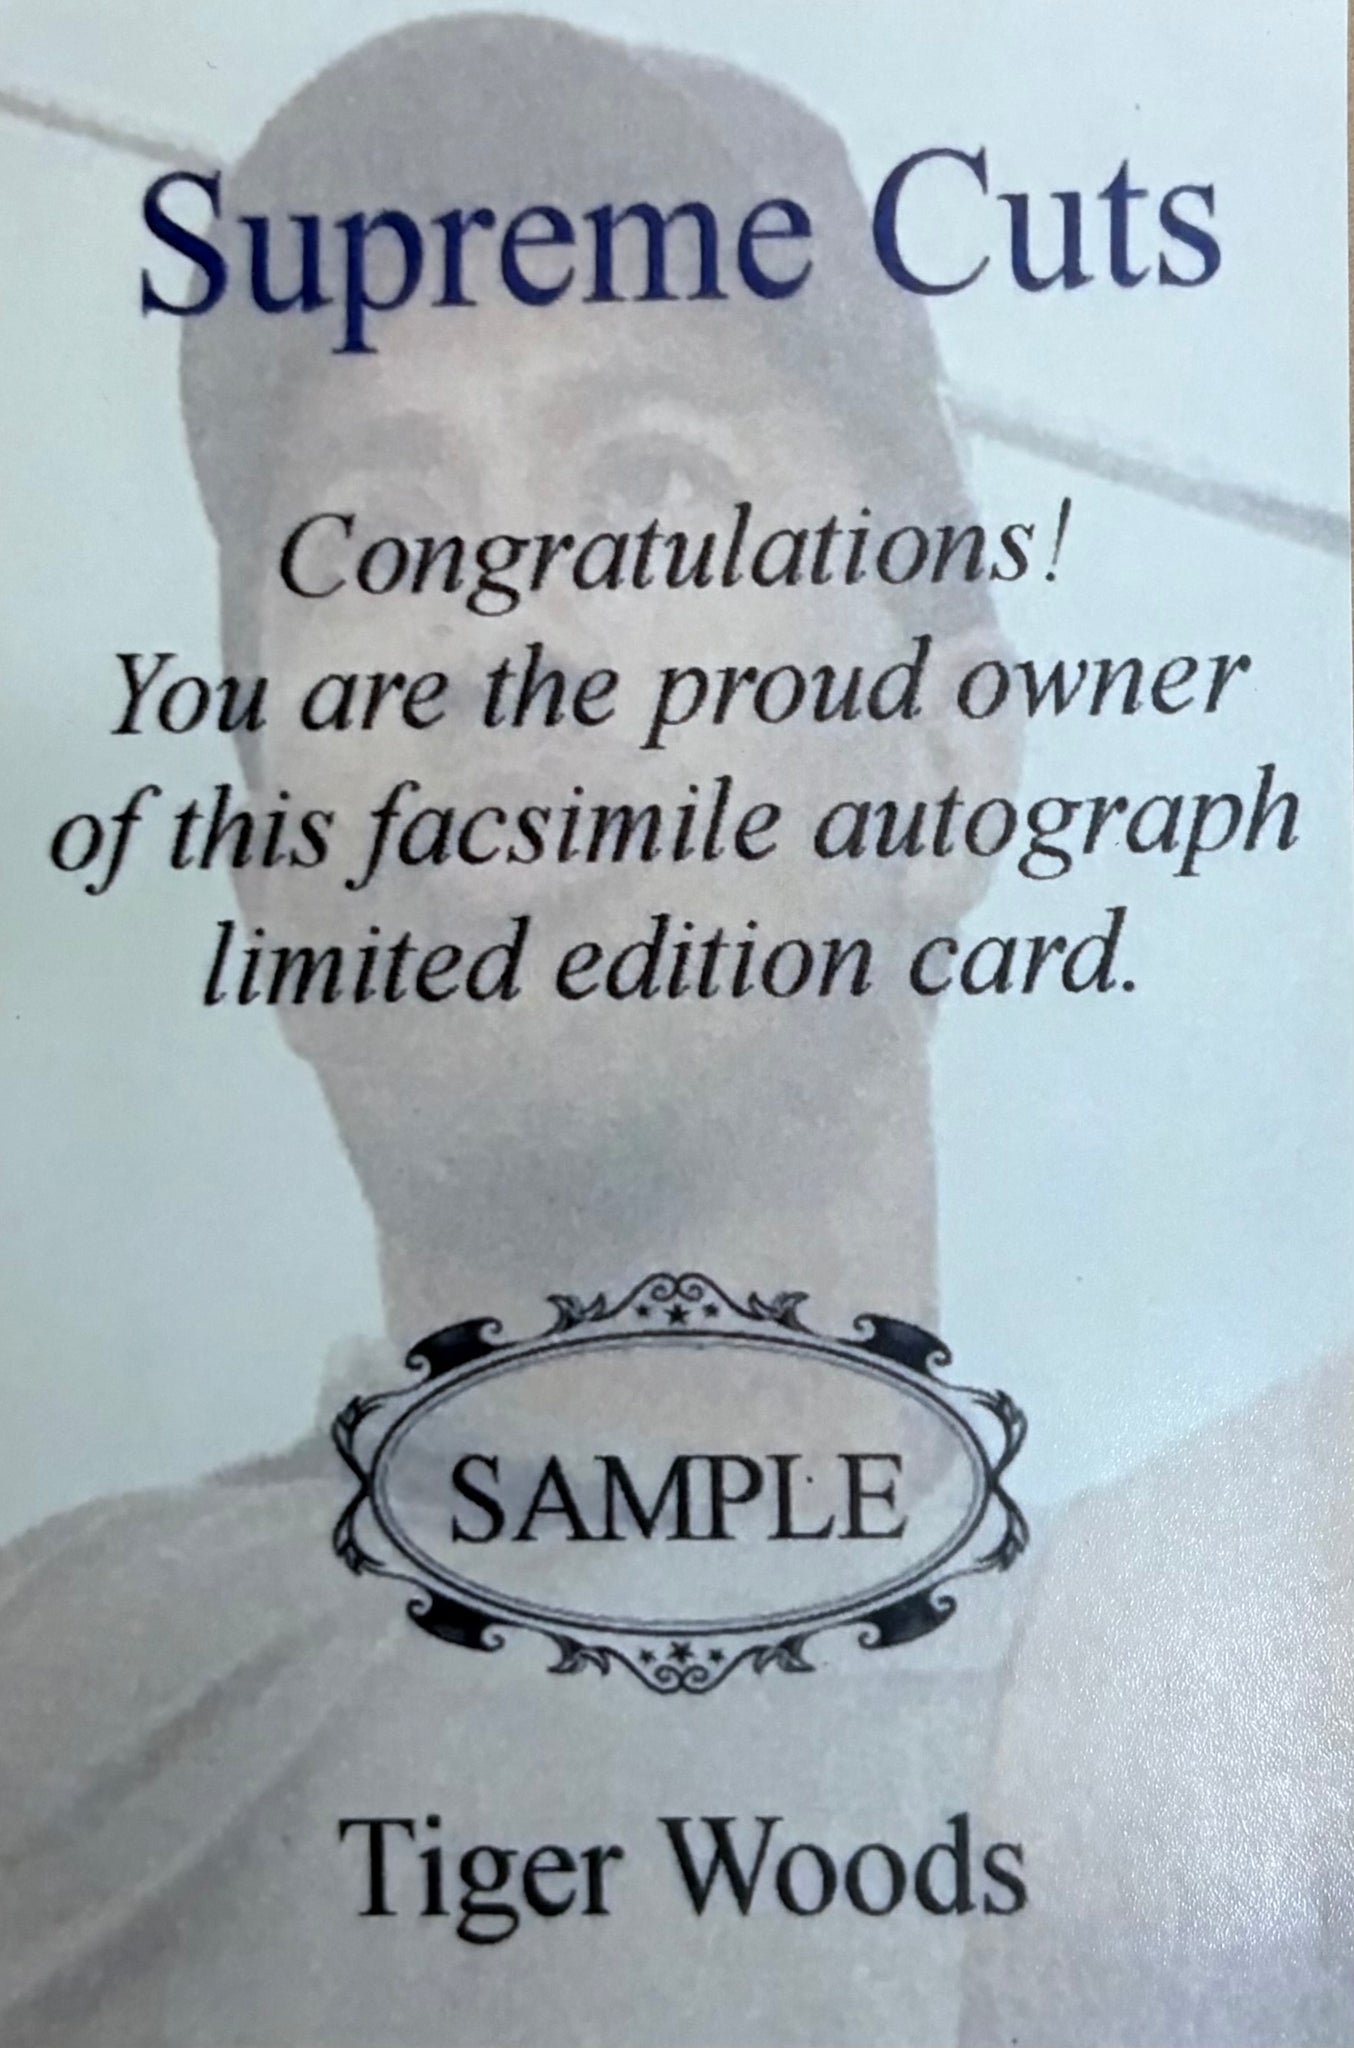 Supreme Cuts
Congratulations!
You are the proud owner
of this facsimile autograph
limited edition card.
SAMPLE
Tiger Woods